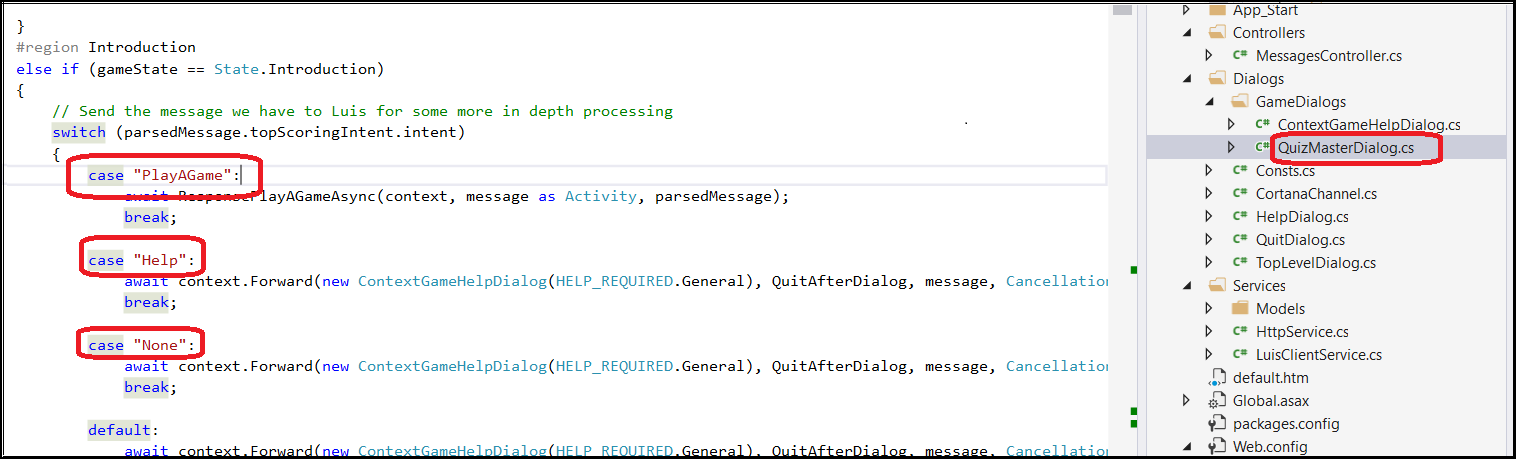 }
#region Introduction
else if (gameState == State.Introduction)
{
// Send the message we have to Luis for some more in depth processing
switch (parsedMessage.topScoringIntent.intent)
{
case "PlayAGame":
await ResponsePlayAGameAsync(context, message as Activity, parsedMessage);
break;
case "Help":
await context.Forward(new ContextGameHelpDialog(HELP_REQUIRED.General), QuitAfterDialog, message, Cancellation
break;
case "None":
await context.Forward(new ContextGameHelpDialog(HELP_REQUIRED.General), QuitAfterDialog, message, Cancellation
break;
default:
await context.Forward(new ContextGameHelpDialog(HELP_REQUIRED.General), QuitAfterDialog, message, Cancellation
App_Start
Controllers
C# MessagesController.cs
Dialogs
GameDialogs
C# ContextGameHelpDialog.cs
C# QuizMasterDialog.cs
C# Consts.cs
C# CortanaChannel.cs
C# HelpDialog.cs
C# QuitDialog.cs
C# TopLevelDialog.cs
Services
Models
C# HttpService.cs
C# LuisClientService.cs
default.htm
Global.asax
packages.config
Web.config